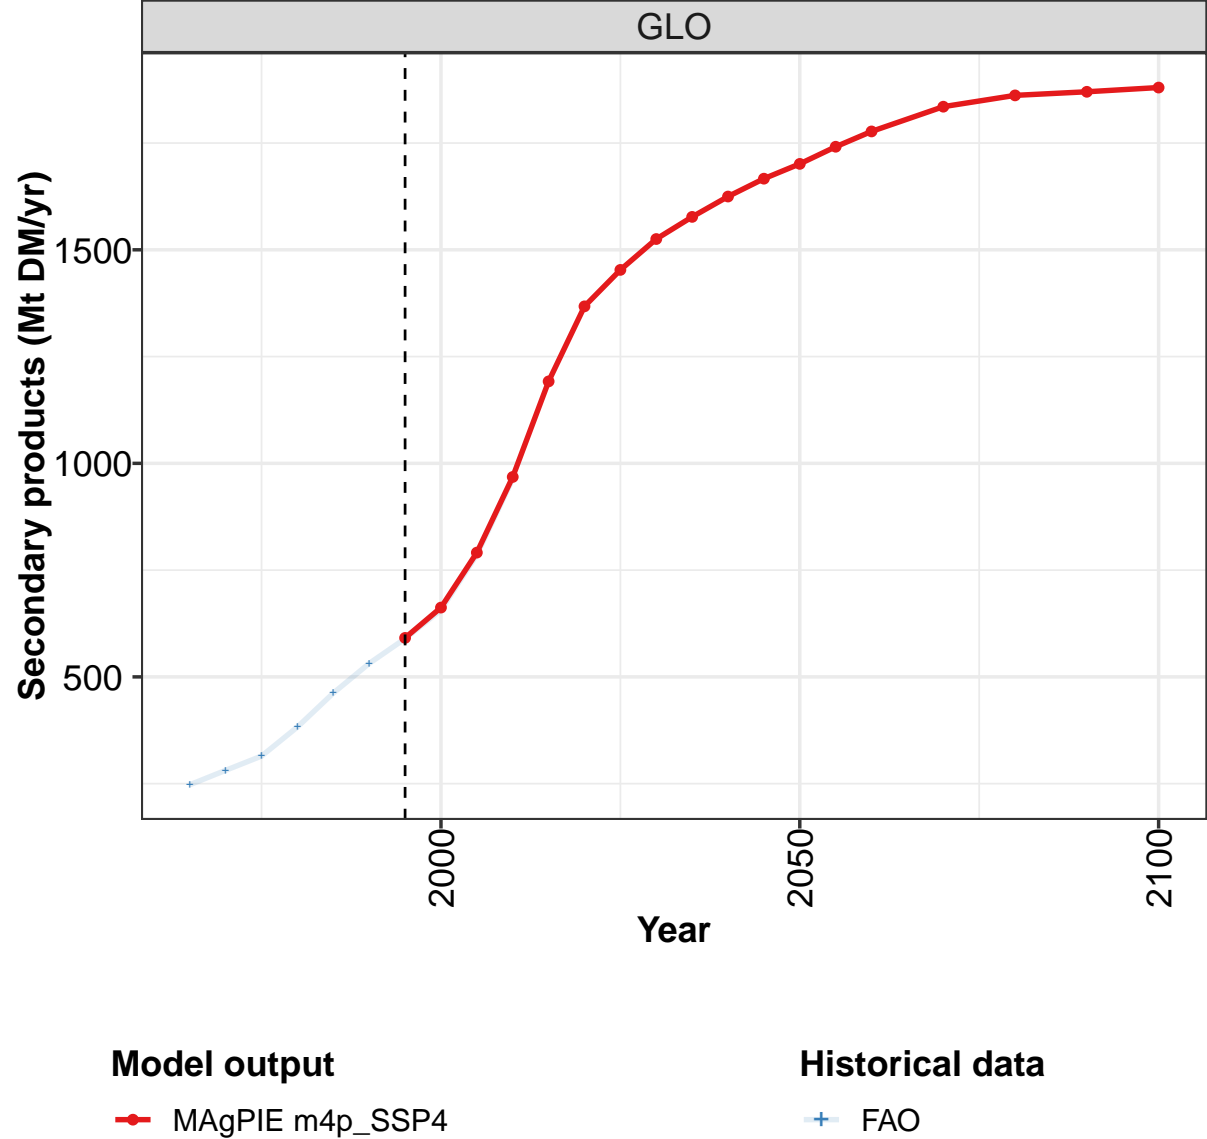 GLO
Secondary products (Mt DM/yr)
1500
1000
500
2000
2050
2100
Year
Model output
MAgPIE m4p_SSP4
Historical data
FAO